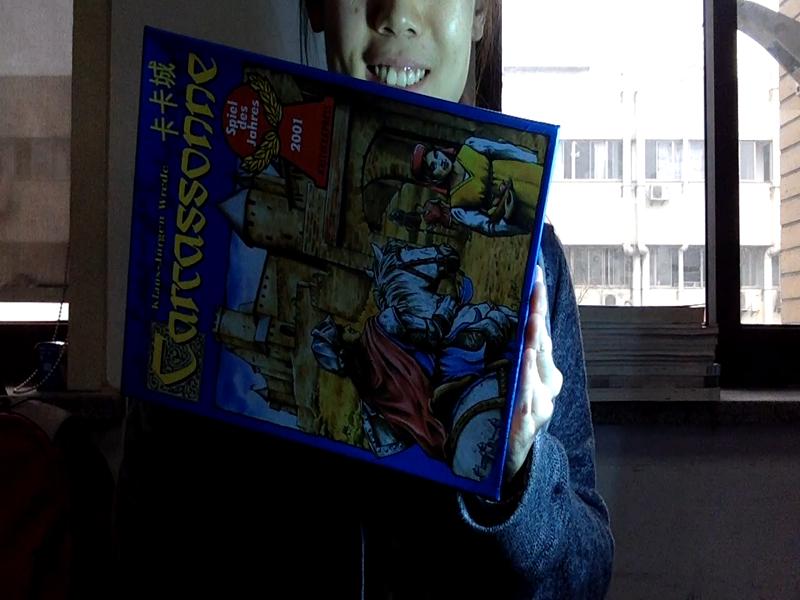 Klaus-Jürgen Wrede
卡卡城
Carcassonne
Spiel
des
Jahres
2001